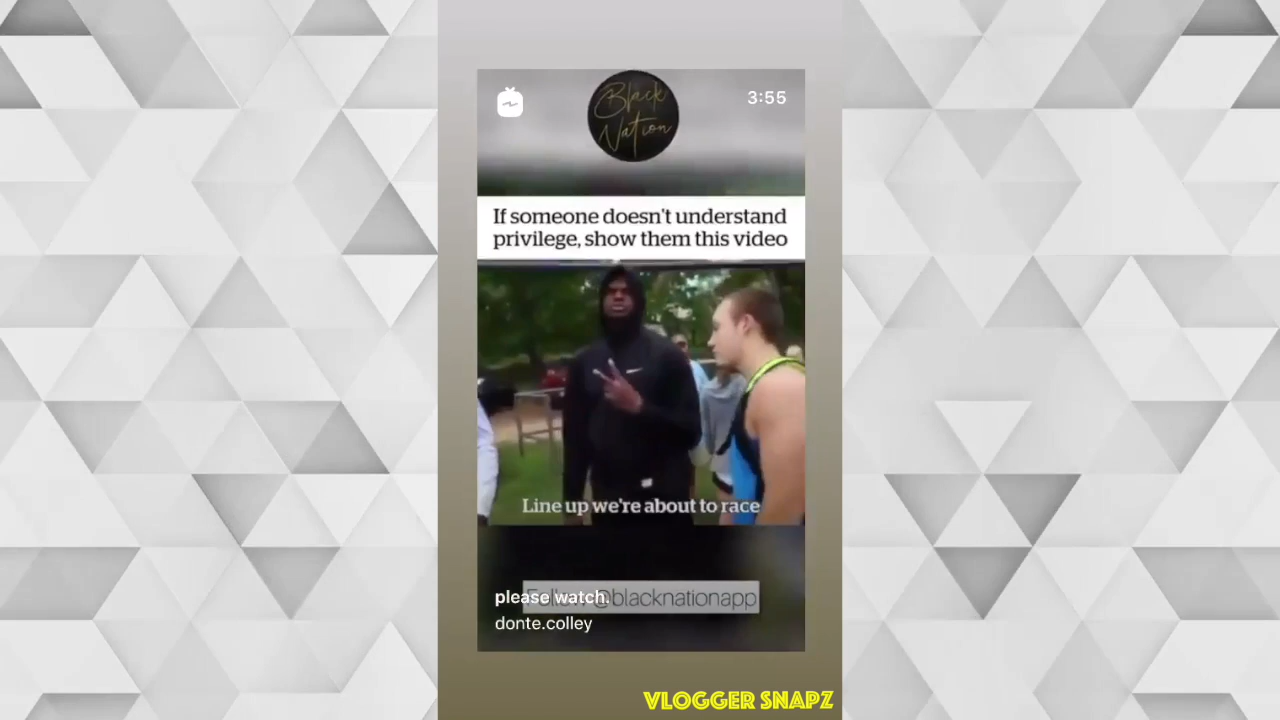 Black
Nation
3:55
If someone doesn't understand
privilege, show them this video
Line up we're about to race
please watch.
@blacknationapp
donte.colley
VLOGGER SNAPZ